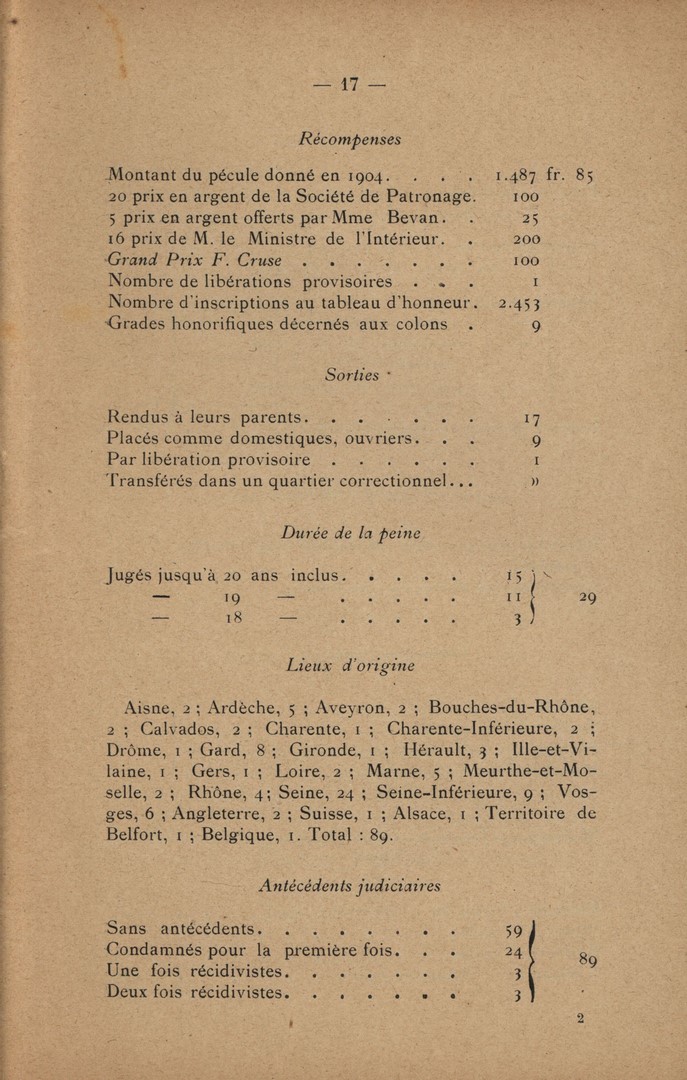 — 17 —
Récompenses
Montant du pécule donné en 1904. . . . 1.487 fr. 85
20 prix en argent de la Société de Patronage. 100
5 prix en argent offerts par Mme Bevan. . 25
16 prix de M. le Ministre de l'Intérieur. . 200
Grand Prix F. Cruse . . . . . . . 100
Nombre de libérations provisoires . . . 1
Nombre d'inscriptions au tableau d'honneur. 2.453
Grades honorifiques décernés aux colons . 9
Sorties
Rendus à leurs parents. . . . . . . 17
Placés comme domestiques, ouvriers. . . 9
Par libération provisoire . . . . . . 1
Transférés dans un quartier correctionnel... »
Durée de la peine
Jugés jusqu'à 20 ans inclus. . . . . 15
— 19 — . . . . . 11 29
— 18 — . . . . . 3
Lieux d'origine
Aisne, 2 ; Ardèche, 5 ; Aveyron, 2 ; Bouches-du-Rhône,
2 ; Calvados, 2 ; Charente, 1 ; Charente-Inférieure, 2 ;
Drôme, 1 ; Gard, 8 ; Gironde, 1 ; Hérault, 3 ; Ille-et-Vi-
laine, 1 ; Gers, 1 ; Loire, 2 ; Marne, 5 ; Meurthe-et-Mo-
selle, 2 ; Rhône, 4; Seine, 24 ; Seine-Inférieure, 9 ; Vos-
ges, 6 ; Angleterre, 2 ; Suisse, 1 ; Alsace, 1 ; Territoire de
Belfort, 1 ; Belgique, 1. Total : 89.
Antécédents judiciaires
Sans antécédents. . . . . . . . 59
Condamnés pour la première fois. . . 24 89
Une fois récidivistes. . . . . . . 3
Deux fois récidivistes. . . . . . . 3
2